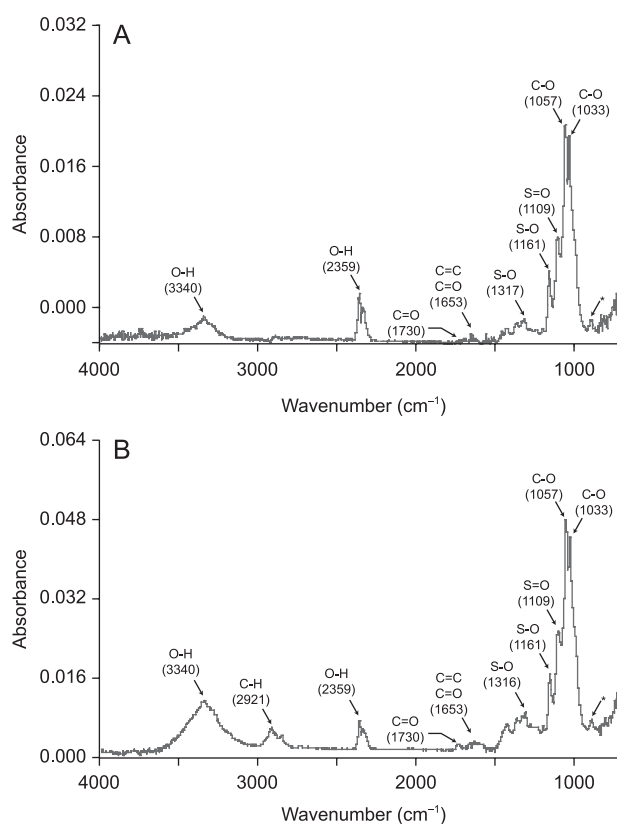 A
0.032
0.024
0.016
0.008
0.000
Absorbance
C-O
(1057)
C-O
(1033)
S=O
(1109)
S-O
(1161)
O-H
(3340)
O-H
(2359)
C=C
C=O
(1653)
C=O
(1730)
S-O
(1317)
*
4000 3000 2000 1000
Wavenumber (cm⁻¹)
B
0.064
0.048
0.032
0.016
0.000
Absorbance
C-O
(1057)
C-O
(1033)
S=O
(1109)
S-O
(1161)
O-H
(3340)
C-H
(2921)
O-H
(2359)
C=C
C=O
(1653)
C=O
(1730)
S-O
(1316)
*
4000 3000 2000 1000
Wavenumber (cm⁻¹)